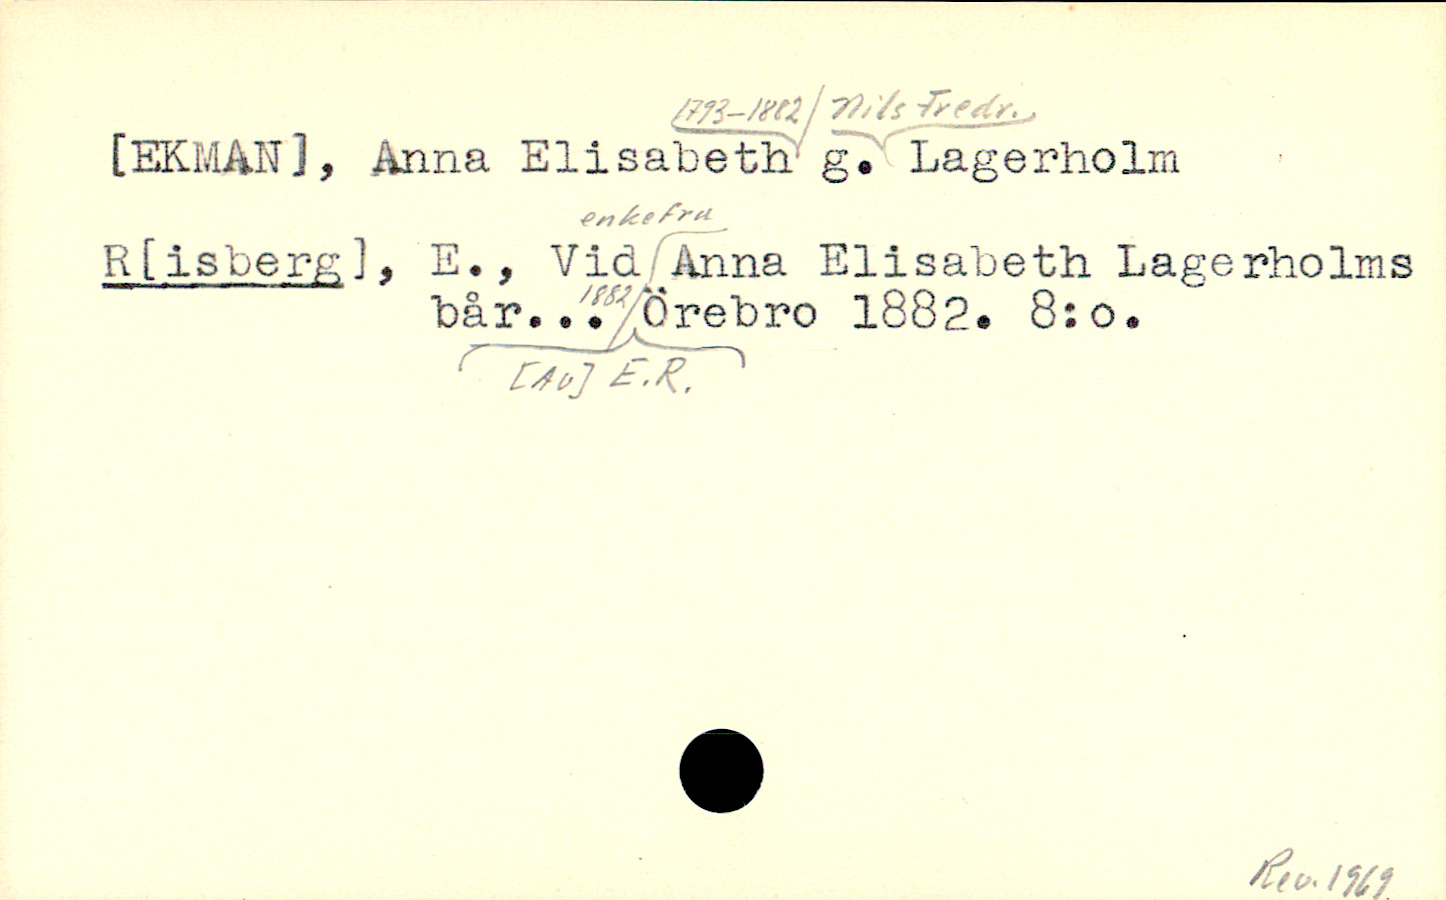 1793–1882/ Nils Fredr.
[EKMAN], Anna Elisabeth g. Lagerholm
enkefru
R[isberg], E., Vid Anna Elisabeth Lagerholms
bår... 1882/ Örebro 1882. 8:o.
[Av] E.R.
Rev. 1969.